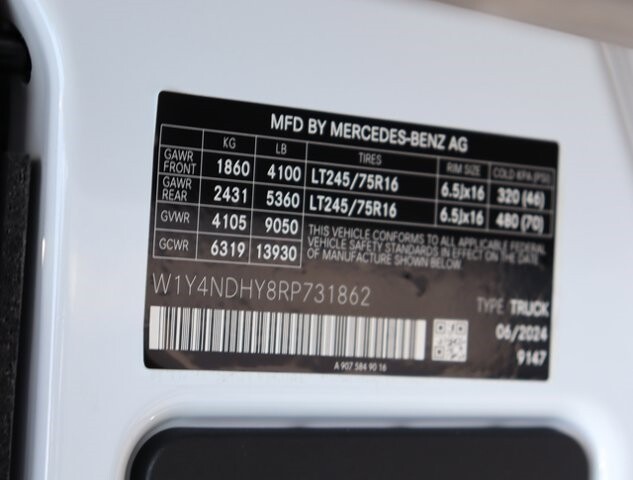 MFD BY MERCEDES-BENZ AG
KG LB TIRES RIM SIZE COLD KPA (PSI)
GAWR FRONT 1860 4100 LT245/75R16 6.5Jx16 320 (46)
GAWR REAR 2431 5360 LT245/75R16 6.5Jx16 480 (70)
GVWR 4105 9050
GCWR 6319 13930
THIS VEHICLE CONFORMS TO ALL APPLICABLE FEDERAL
VEHICLE SAFETY STANDARDS IN EFFECT ON THE DATE
OF MANUFACTURE SHOWN ABOVE.
W1Y4NDHY8RP731862
TYPE TRUCK
06/2024
9147
A 907 584 90 16